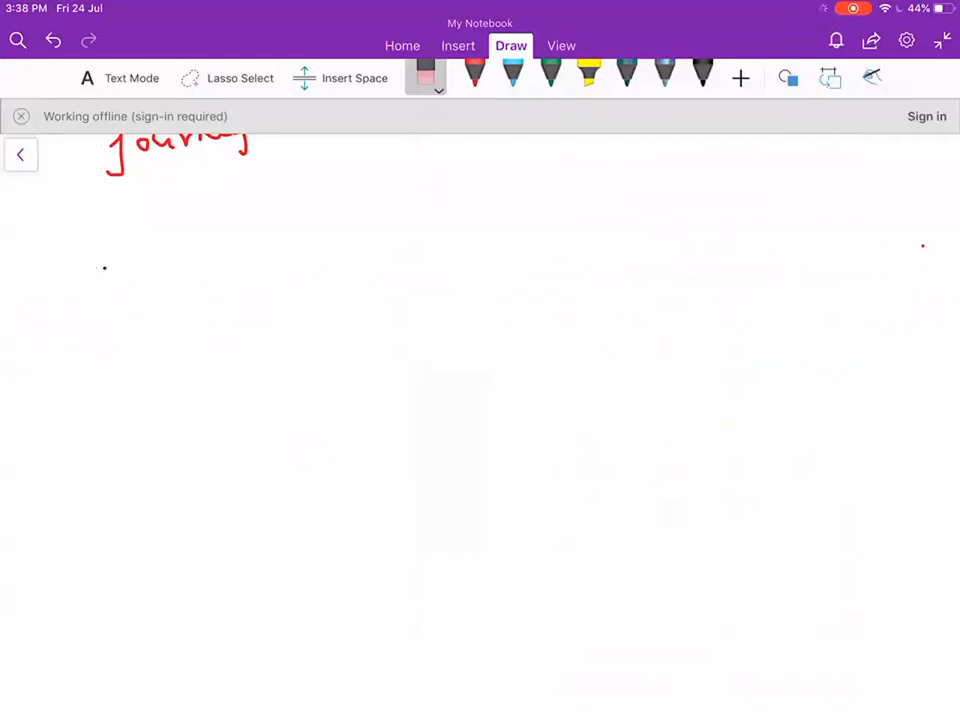 3:38 PM Fri 24 Jul 44%
My Notebook
Home Insert Draw View
A Text Mode Lasso Select Insert Space
Working offline (sign-in required) Sign in
journey